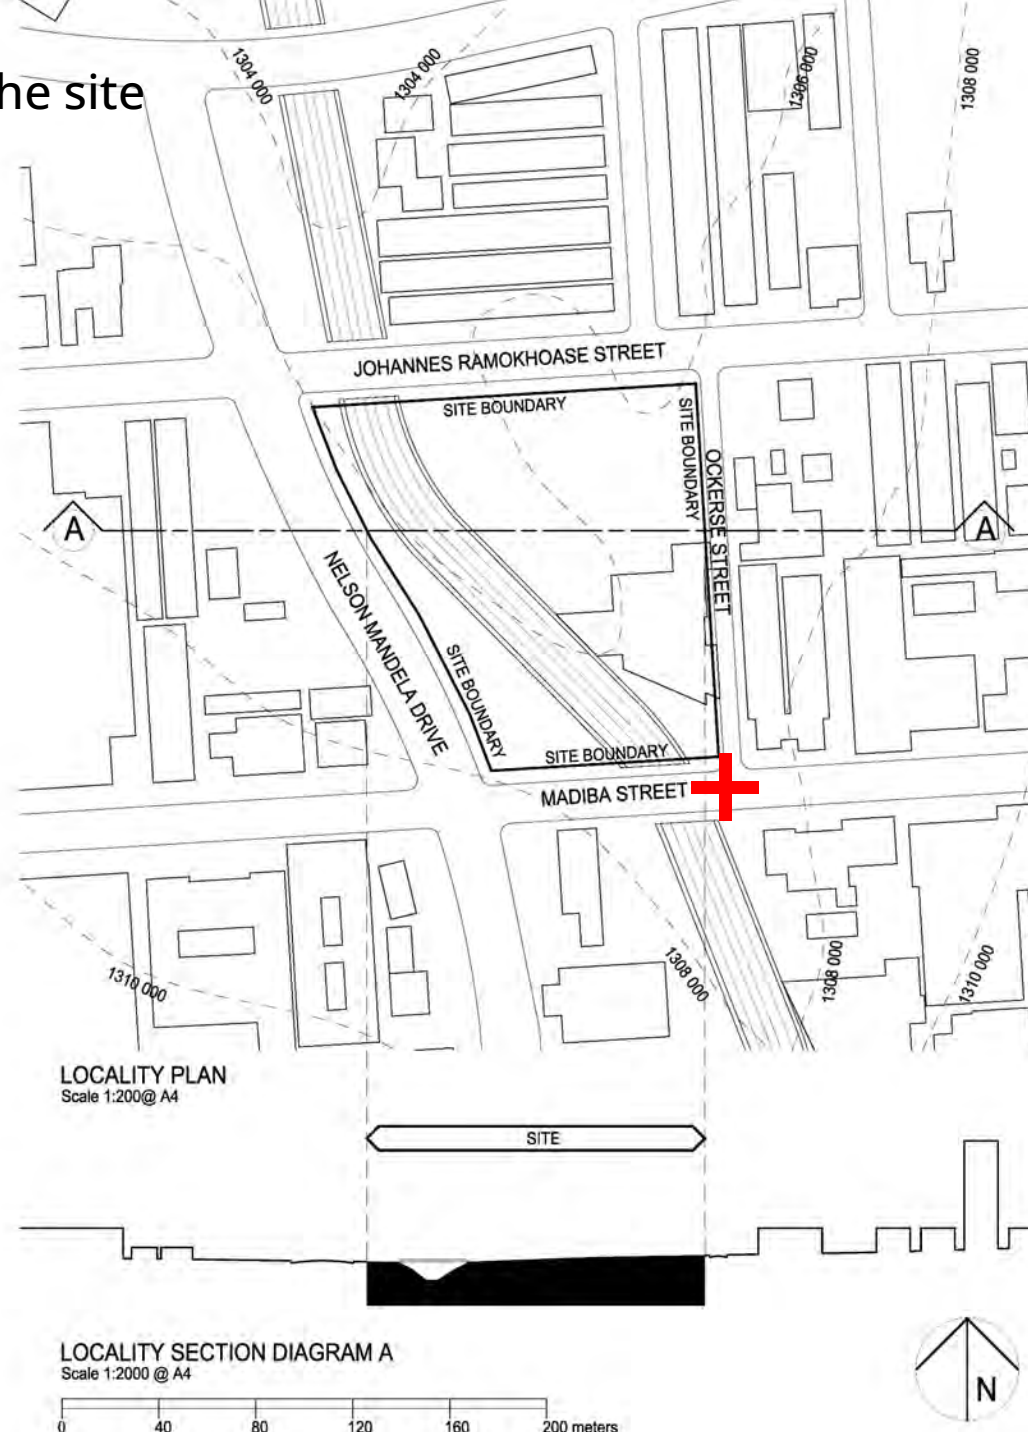 he site
1304 000
1304 000
1306 000
1308 000
JOHANNES RAMOKHOASE STREET
SITE BOUNDARY
SITE BOUNDARY
OCKERSE STREET
A
A
NELSON MANDELA DRIVE
SITE BOUNDARY
SITE BOUNDARY
MADIBA STREET
1310 000
1308 000
1308 000
1310 000
LOCALITY PLAN
Scale 1:200@ A4
SITE
LOCALITY SECTION DIAGRAM A
Scale 1:2000 @ A4
N
0 40 80 120 160 200 meters